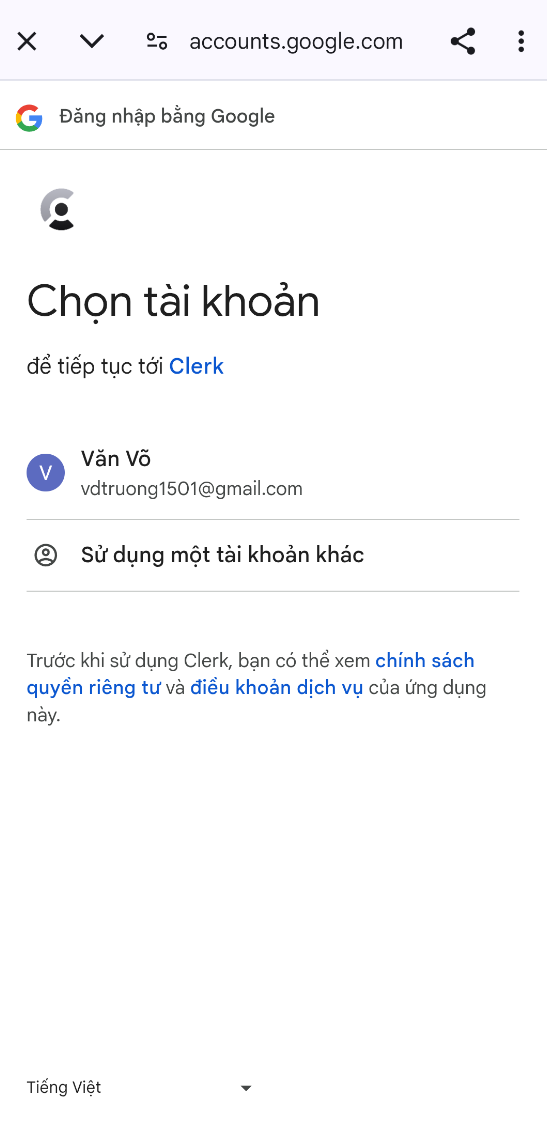 accounts.google.com
Đăng nhập bằng Google
Chọn tài khoản
để tiếp tục tới Clerk
V
Văn Võ
vdtruong1501@gmail.com
Sử dụng một tài khoản khác
Trước khi sử dụng Clerk, bạn có thể xem chính sách
quyền riêng tư và điều khoản dịch vụ của ứng dụng
này.
Tiếng Việt